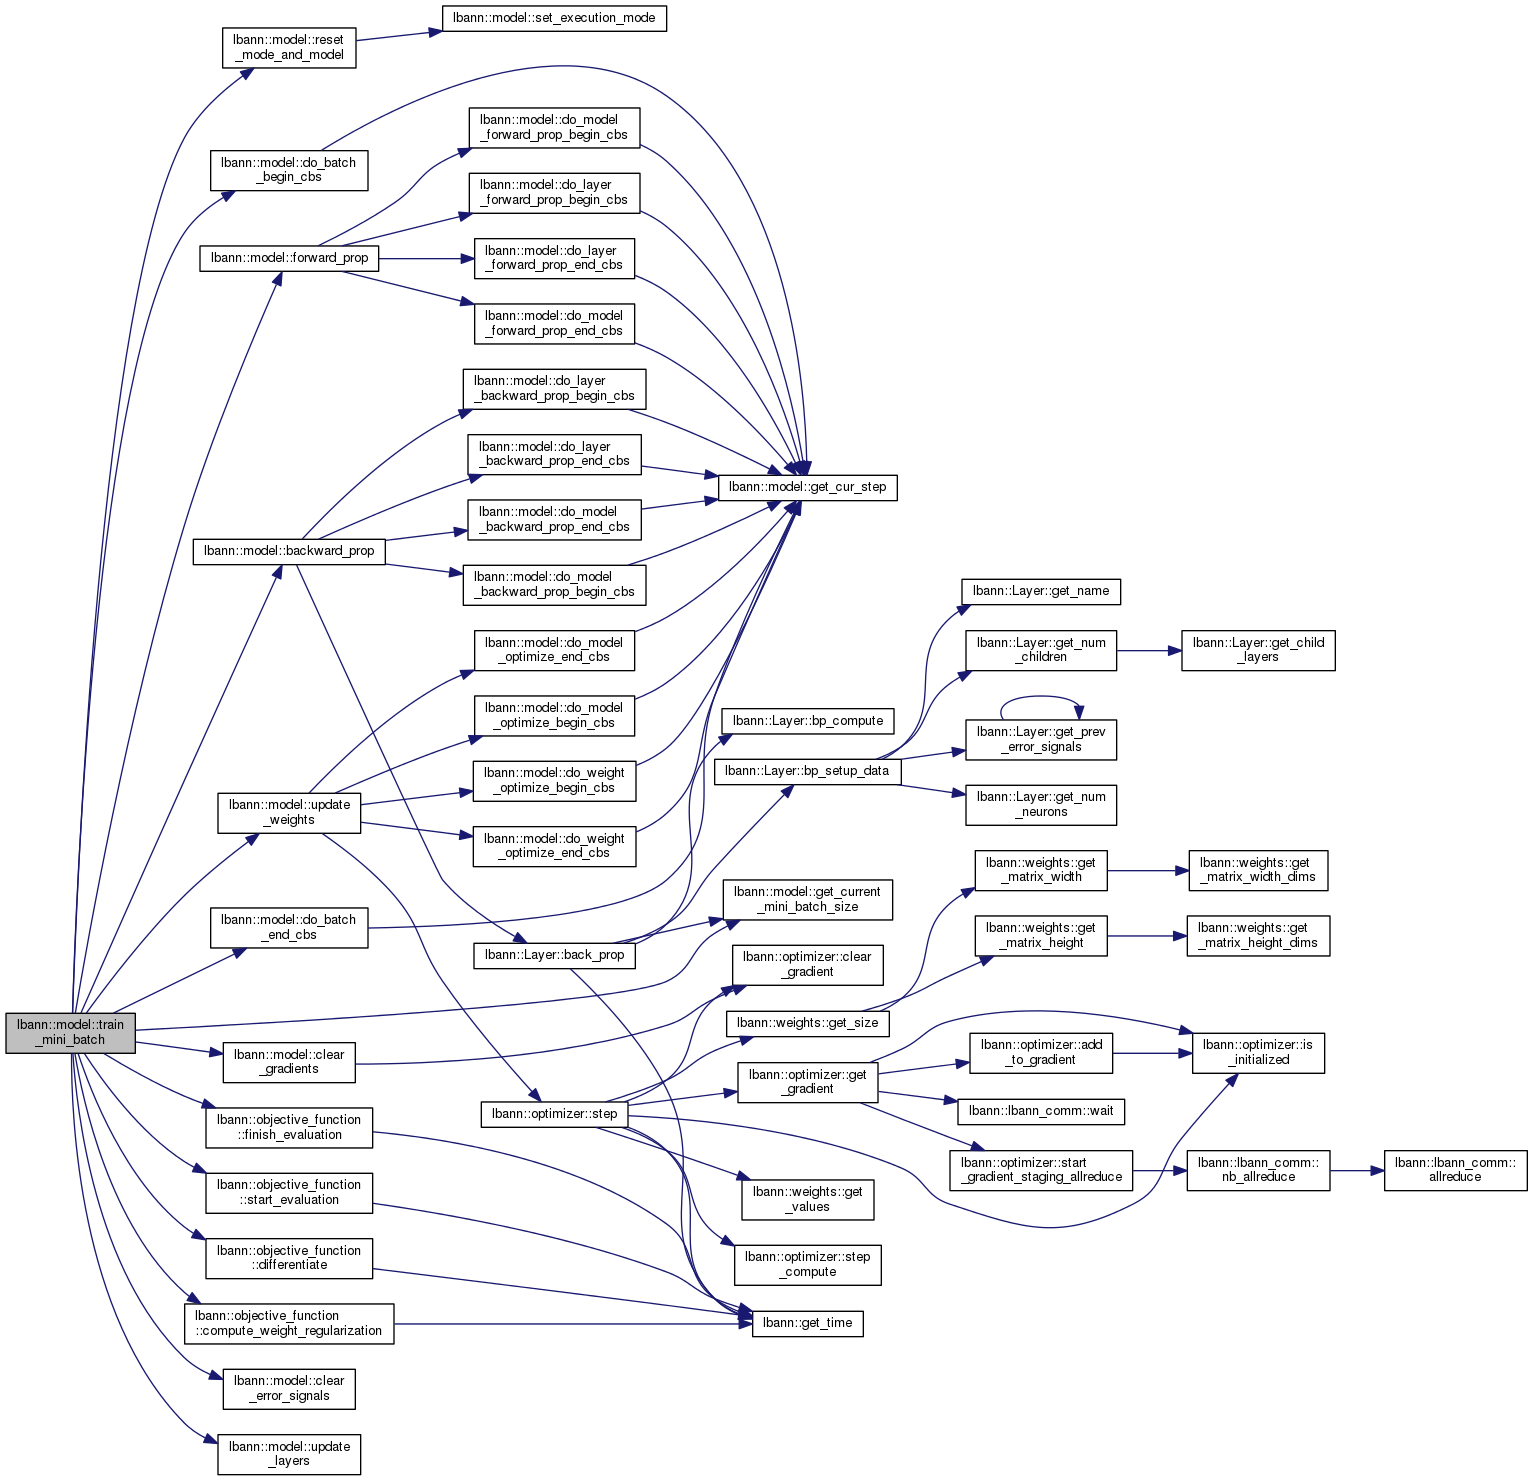 lbann::model::set_execution_mode
lbann::model::reset
_mode_and_model
lbann::model::do_model
_forward_prop_begin_cbs
lbann::model::do_batch
_begin_cbs
lbann::model::do_layer
_forward_prop_begin_cbs
lbann::model::forward_prop
lbann::model::do_layer
_forward_prop_end_cbs
lbann::model::do_model
_forward_prop_end_cbs
lbann::model::do_layer
_backward_prop_begin_cbs
lbann::model::do_layer
_backward_prop_end_cbs
lbann::model::get_cur_step
lbann::model::do_model
_backward_prop_end_cbs
lbann::model::backward_prop
lbann::model::do_model
_backward_prop_begin_cbs
lbann::Layer::get_name
lbann::model::do_model
_optimize_end_cbs
lbann::Layer::get_num
_children
lbann::Layer::get_child
_layers
lbann::model::do_model
_optimize_begin_cbs
lbann::Layer::bp_compute
lbann::Layer::get_prev
_error_signals
lbann::model::do_weight
_optimize_begin_cbs
lbann::Layer::bp_setup_data
lbann::Layer::get_num
_neurons
lbann::model::update
_weights
lbann::model::do_weight
_optimize_end_cbs
lbann::weights::get
_matrix_width
lbann::weights::get
_matrix_width_dims
lbann::model::get_current
_mini_batch_size
lbann::model::do_batch
_end_cbs
lbann::weights::get
_matrix_height
lbann::weights::get
_matrix_height_dims
lbann::Layer::back_prop
lbann::optimizer::clear
_gradient
lbann::weights::get_size
lbann::model::train
_mini_batch
lbann::optimizer::add
_to_gradient
lbann::optimizer::is
_initialized
lbann::model::clear
_gradients
lbann::optimizer::get
_gradient
lbann::lbann_comm::wait
lbann::optimizer::step
lbann::objective_function
::finish_evaluation
lbann::optimizer::start
_gradient_staging_allreduce
lbann::lbann_comm::
nb_allreduce
lbann::lbann_comm::
allreduce
lbann::objective_function
::start_evaluation
lbann::weights::get
_values
lbann::objective_function
::differentiate
lbann::optimizer::step
_compute
lbann::objective_function
::compute_weight_regularization
lbann::get_time
lbann::model::clear
_error_signals
lbann::model::update
_layers